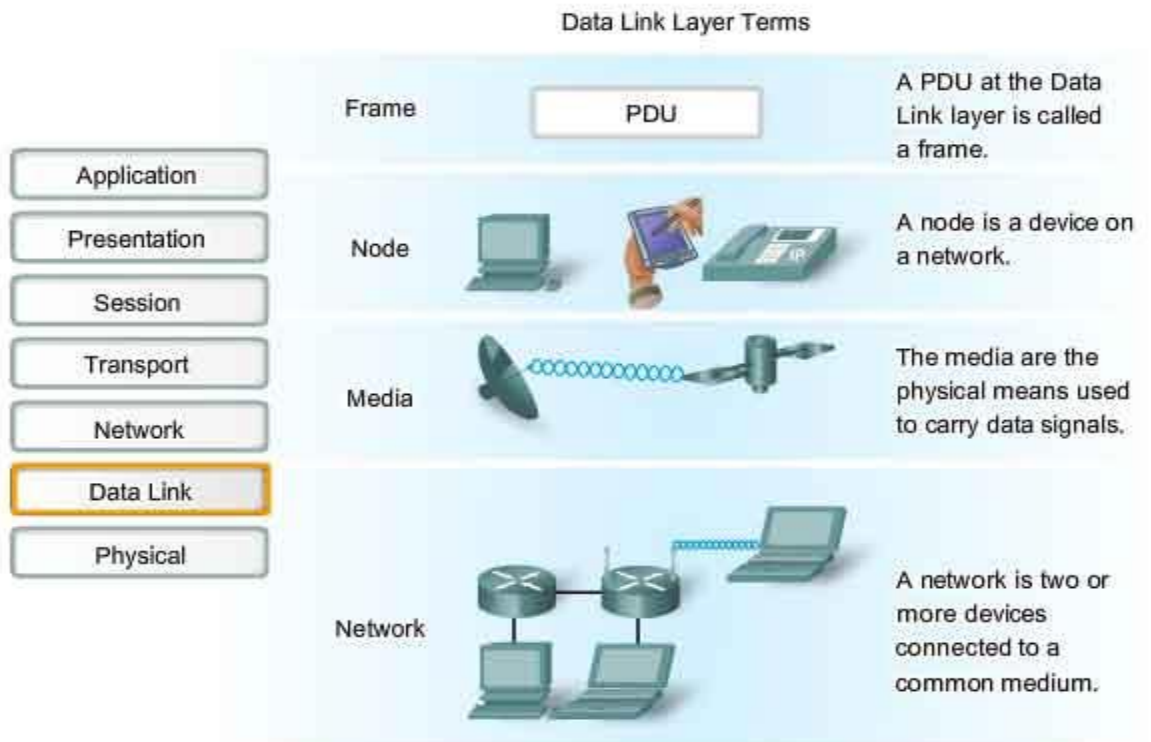 Data Link Layer Terms
Application
Presentation
Session
Transport
Network
Data Link
Physical
Frame
PDU
A PDU at the Data
Link layer is called
a frame.
Node
IP
A node is a device on
a network.
Media
The media are the
physical means used
to carry data signals.
Network
A network is two or
more devices
connected to a
common medium.